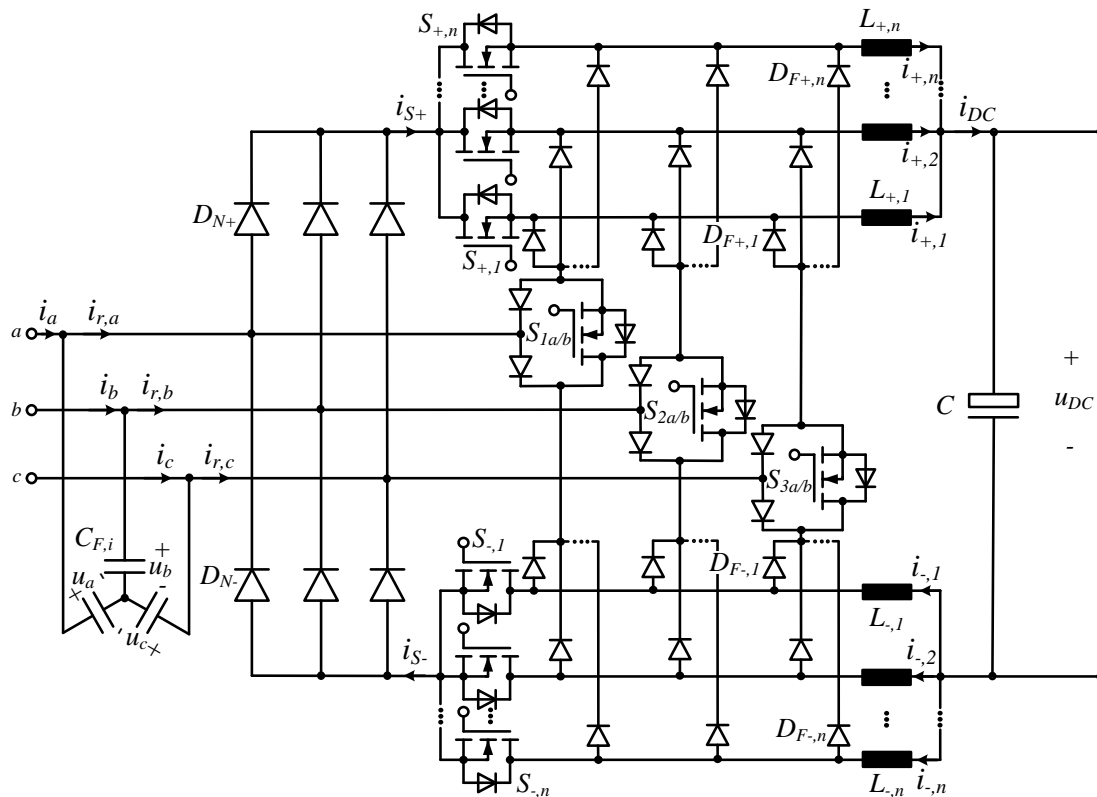 S+,n
L+,n
DF+,n
i+,n
iS+
iDC
i+,2
DN+
L+,1
S+,1
DF+,1
i+,1
ia
ir,a
a
S1a/b
+
ib
ir,b
b
S2a/b
C
uDC
-
ic
ir,c
c
S3a/b
CF,i
S-,1
+
ub
-
DN-
DF-,1
i-,1
ua
+
-
L-,1
uc
-
+
iS-
i-,2
DF-,n
S-,n
L-,n
i-,n